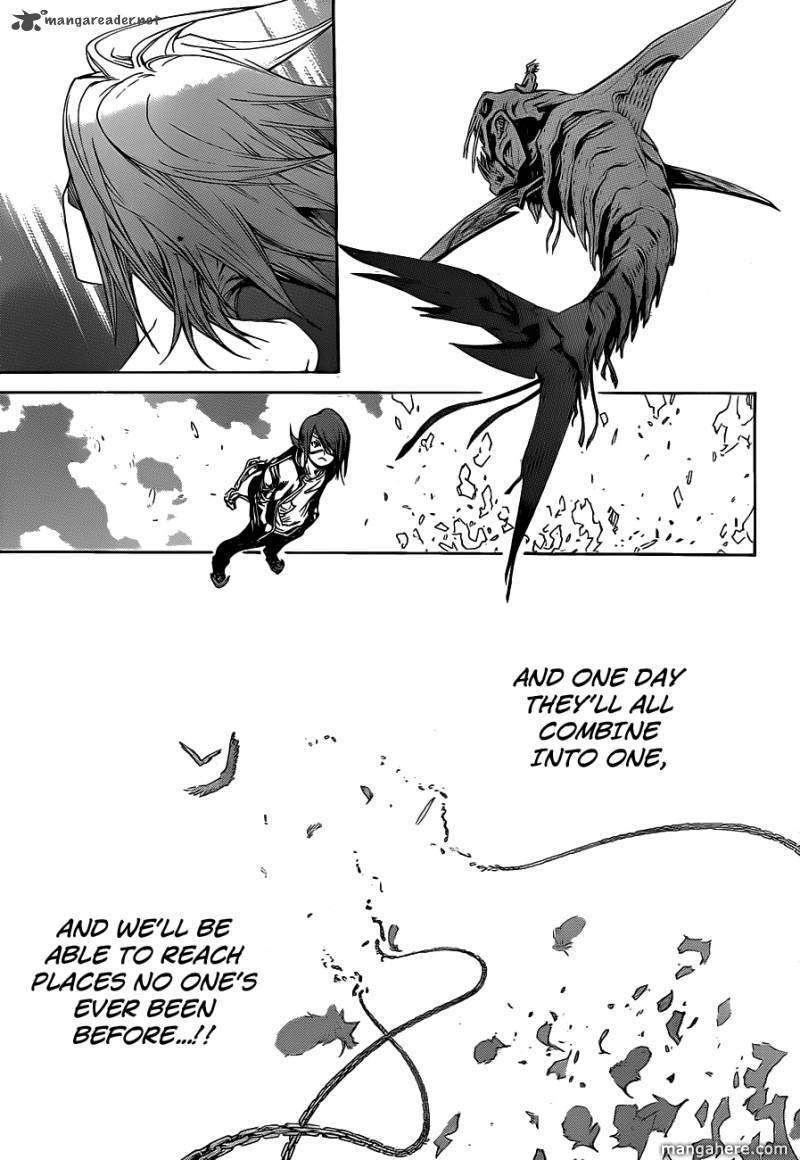 mangareader.net
AND ONE DAY
THEY'LL ALL
COMBINE
INTO ONE,
AND WE'LL BE
ABLE TO REACH
PLACES NO ONE'S
EVER BEEN
BEFORE...!!
mangahere.com